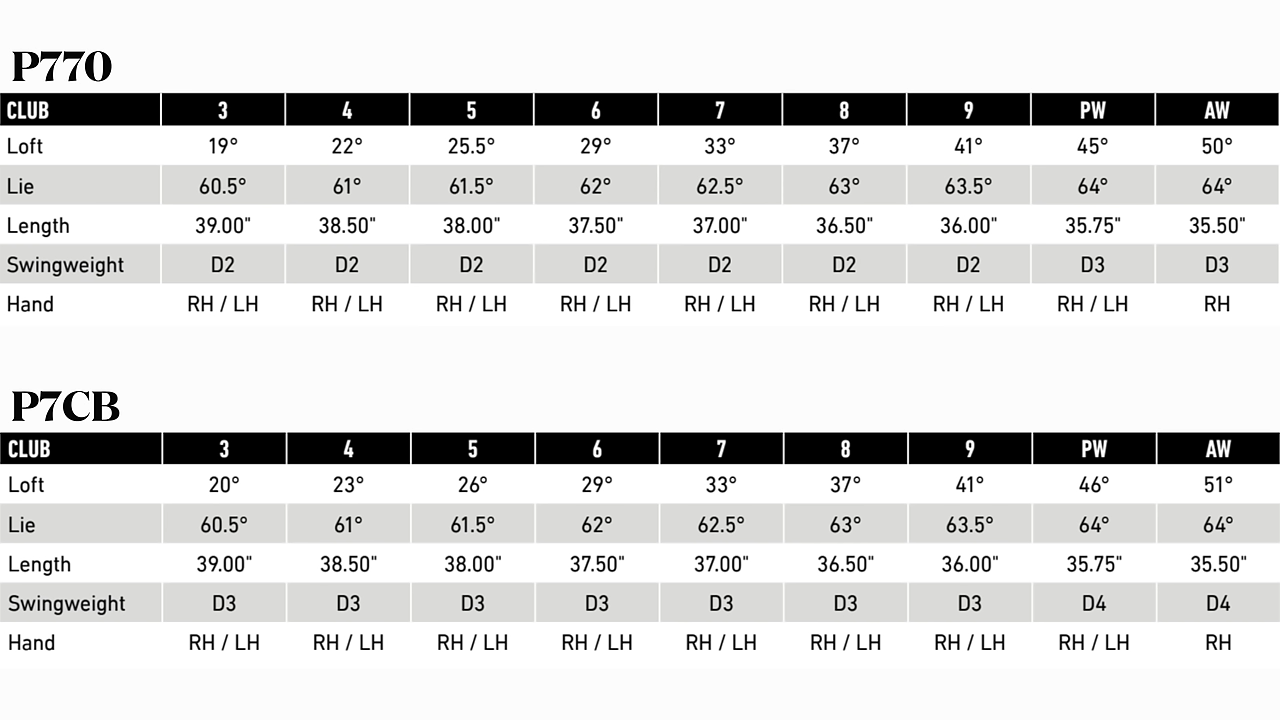 P770
CLUB 3 4 5 6 7 8 9 PW AW
Loft 19° 22° 25.5° 29° 33° 37° 41° 45° 50°
Lie 60.5° 61° 61.5° 62° 62.5° 63° 63.5° 64° 64°
Length 39.00" 38.50" 38.00" 37.50" 37.00" 36.50" 36.00" 35.75" 35.50"
Swingweight D2 D2 D2 D2 D2 D2 D2 D3 D3
Hand RH / LH RH / LH RH / LH RH / LH RH / LH RH / LH RH / LH RH / LH RH
P7CB
CLUB 3 4 5 6 7 8 9 PW AW
Loft 20° 23° 26° 29° 33° 37° 41° 46° 51°
Lie 60.5° 61° 61.5° 62° 62.5° 63° 63.5° 64° 64°
Length 39.00" 38.50" 38.00" 37.50" 37.00" 36.50" 36.00" 35.75" 35.50"
Swingweight D3 D3 D3 D3 D3 D3 D3 D4 D4
Hand RH / LH RH / LH RH / LH RH / LH RH / LH RH / LH RH / LH RH / LH RH